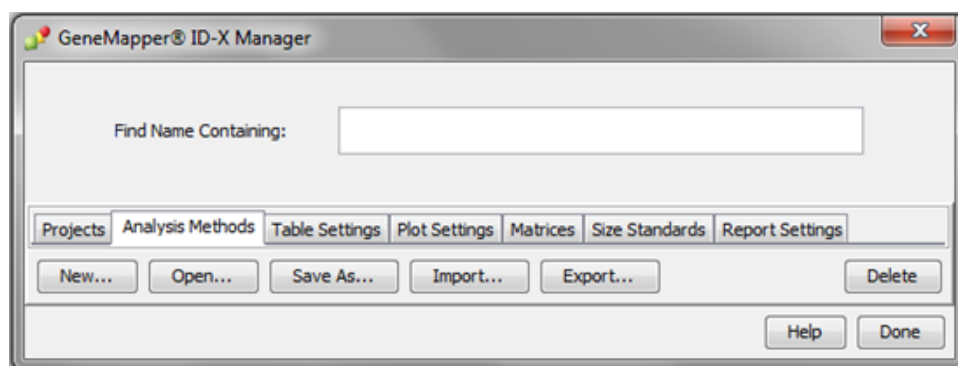 GeneMapper® ID-X Manager
Find Name Containing:
Projects Analysis Methods Table Settings Plot Settings Matrices Size Standards Report Settings
New... Open... Save As... Import... Export... Delete
Help Done